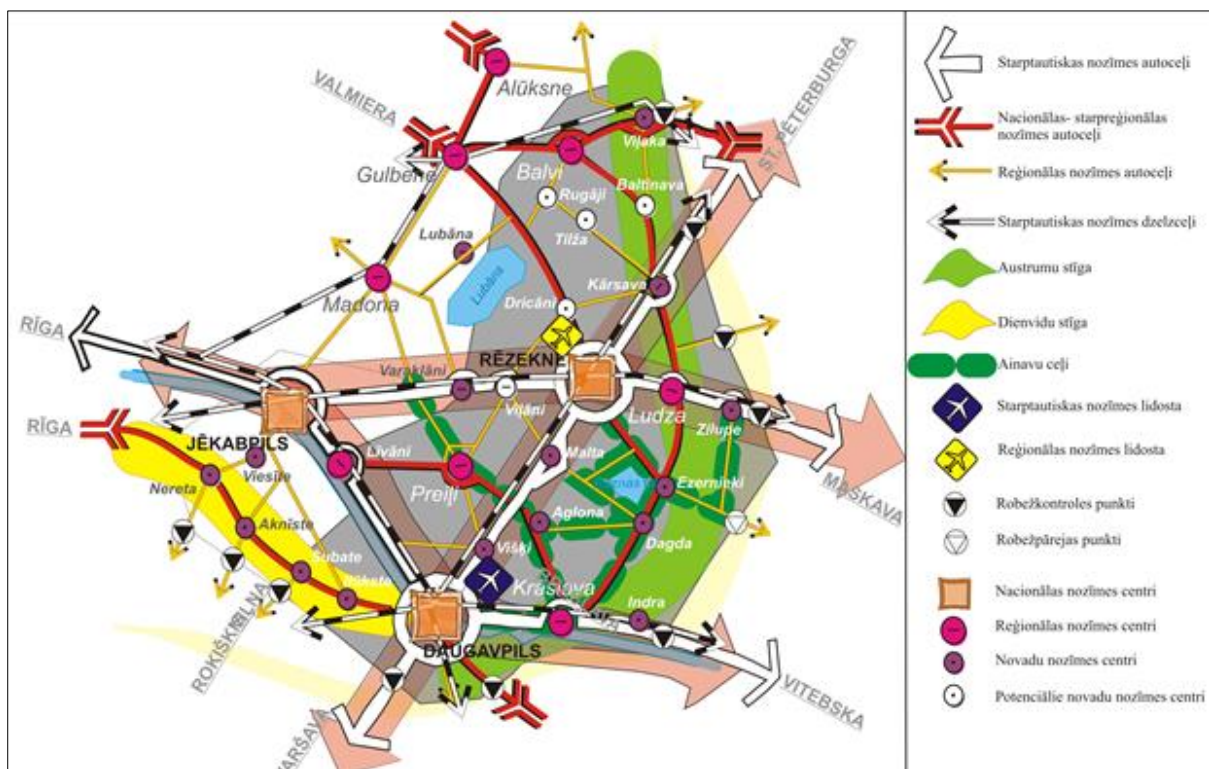 VALMIERA
Alūksne
ST. PĒTERBURGA
Viļaka
Gulbene
Balvi
Rugāji
Baltinava
Tilža
Lubāna
Lubāna
Kārsava
Dricāni
Madona
RĪGA
RĒZEKNE
Varakļāni
Viļāni
Ludza
Zilupe
RĪGA
JĒKABPILS
Līvāni
Malta
MASKAVA
Viesīte
Nereta
Preiļi
Ezernieki
Aglona
Akniste
Dagda
Višķi
Subate
Krāslava
Indra
DAUGAVPILS
VITEBSKA
Starptautiskas nozīmes autoceļi
Nacionālas- starpreģionālas
nozīmes autoceļi
Reģionālas nozīmes autoceļi
Starptautiskas nozīmes dzelzceļi
Austrumu stīga
Dienvidu stīga
Ainavu ceļi
Starptautiskas nozīmes lidosta
Reģionālas nozīmes lidosta
Robežkontroles punkti
Robežpārejas punkti
Nacionālas nozīmes centri
Reģionālas nozīmes centri
Novadu nozīmes centri
Potenciālie novadu nozīmes centri